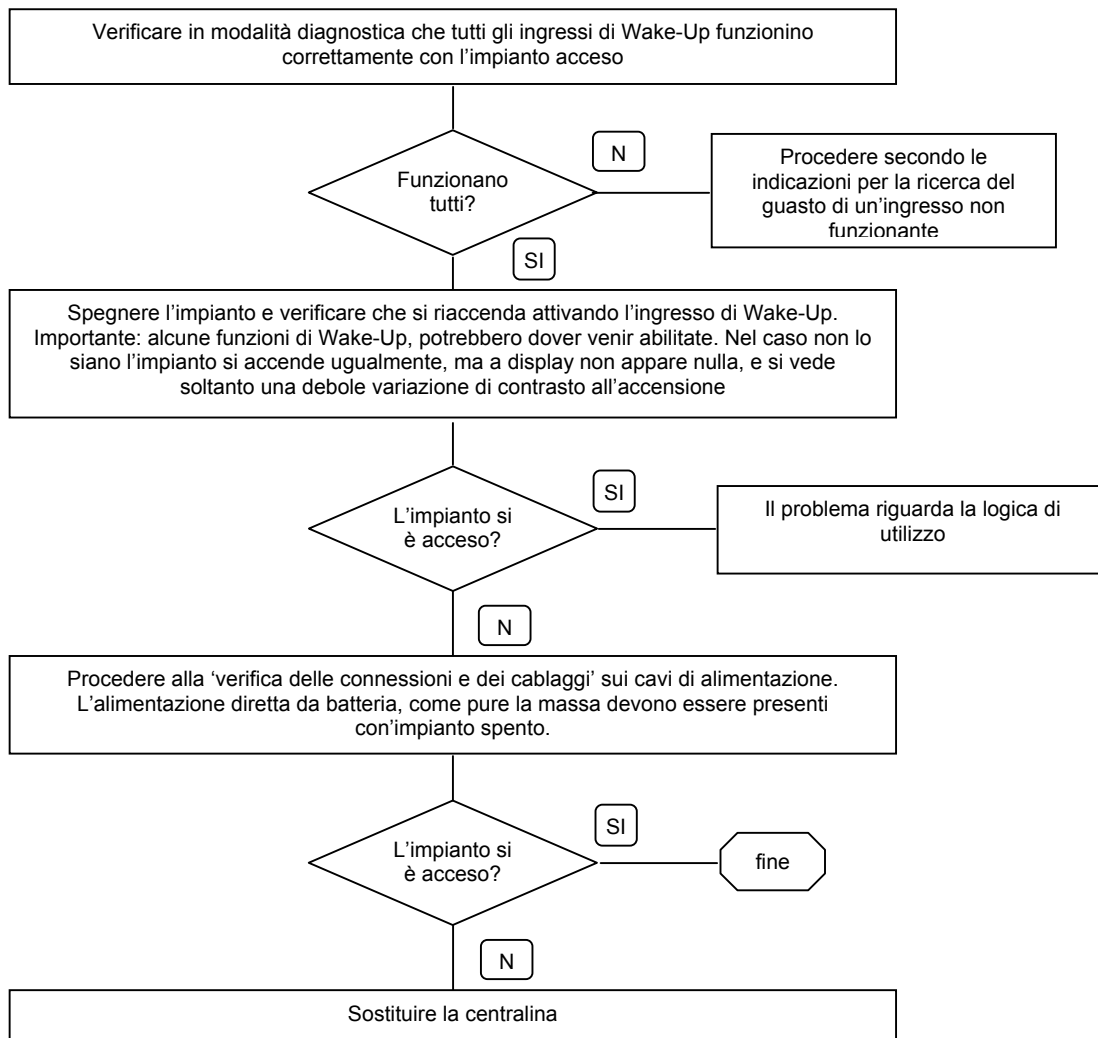 Verificare in modalità diagnostica che tutti gli ingressi di Wake-Up funzionino
correttamente con l'impianto acceso
N
Funzionano
tutti?
Procedere secondo le
indicazioni per la ricerca del
guasto di un'ingresso non
funzionante
SI
Spegnere l'impianto e verificare che si riaccenda attivando l'ingresso di Wake-Up.
Importante: alcune funzioni di Wake-Up, potrebbero dover venir abilitate. Nel caso non lo
siano l'impianto si accende ugualmente, ma a display non appare nulla, e si vede
soltanto una debole variazione di contrasto all'accensione
SI
L'impianto si
è acceso?
Il problema riguarda la logica di
utilizzo
N
Procedere alla 'verifica delle connessioni e dei cablaggi' sui cavi di alimentazione.
L'alimentazione diretta da batteria, come pure la massa devono essere presenti
con'impianto spento.
SI
L'impianto si
è acceso?
fine
N
Sostituire la centralina